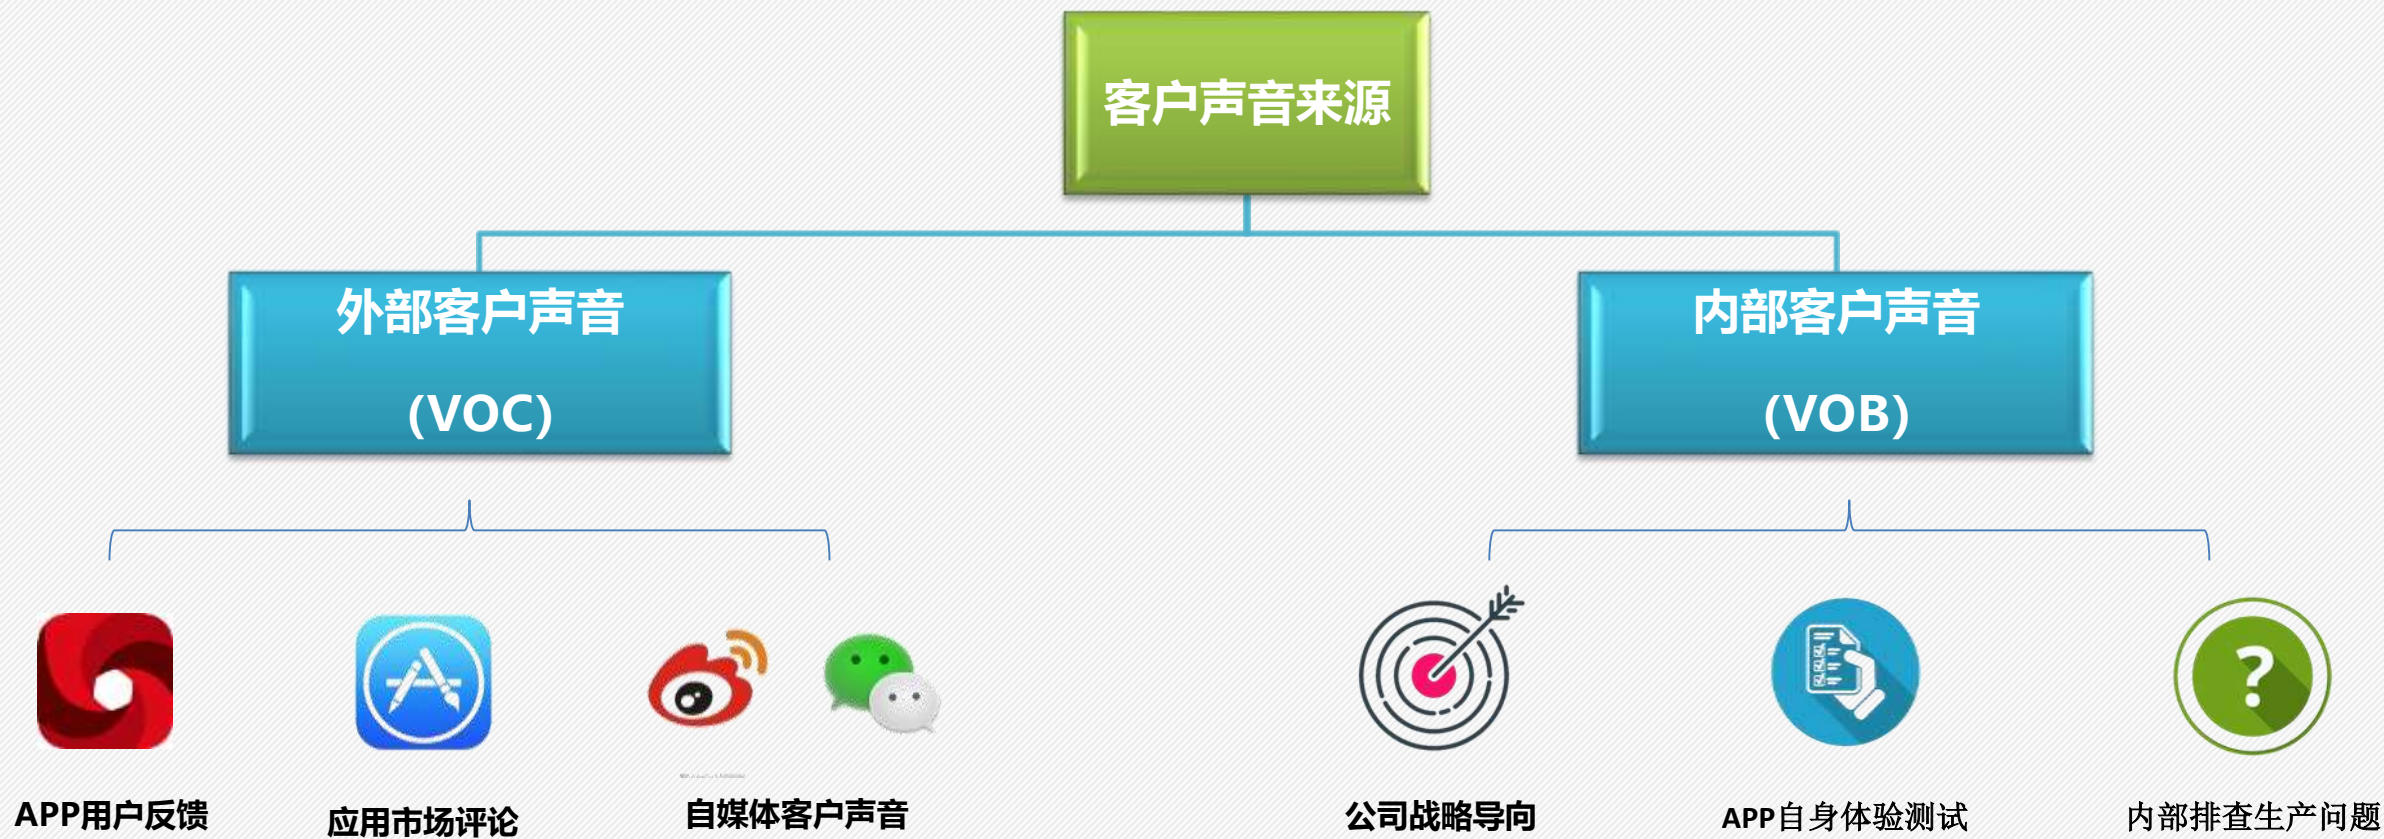 客户声音来源
外部客户声音
(VOC)
内部客户声音
(VOB)
APP用户反馈
应用市场评论
自媒体客户声音
公司战略导向
APP自身体验测试
内部排查生产问题
?